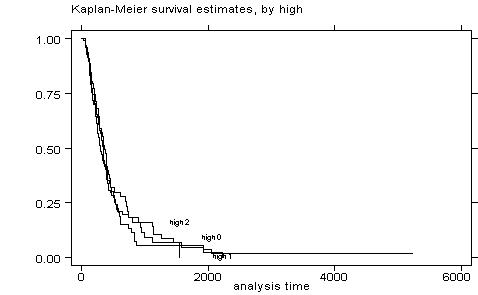 Kaplan-Meier survival estimates, by high
1.00
0.75
0.50
0.25
0.00
high 2
high 0
high 1
0 2000 4000 6000
analysis time